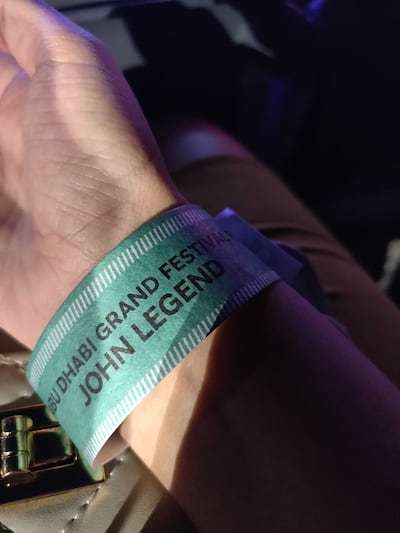 BU DHABI GRAND FESTIVAL
JOHN LEGEND